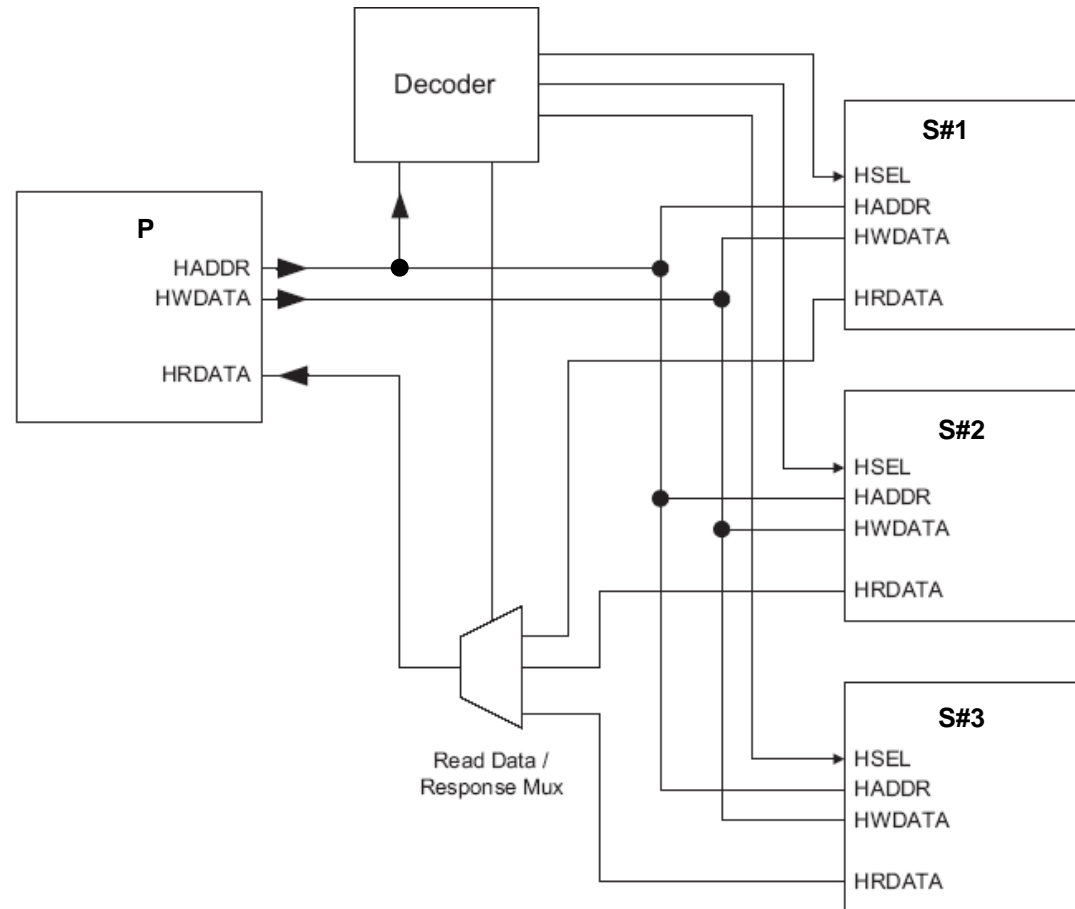 Decoder
P
HADDR
HWDATA
HRDATA
S#1
HSEL
HADDR
HWDATA
HRDATA
S#2
HSEL
HADDR
HWDATA
HRDATA
Read Data /
Response Mux
S#3
HSEL
HADDR
HWDATA
HRDATA